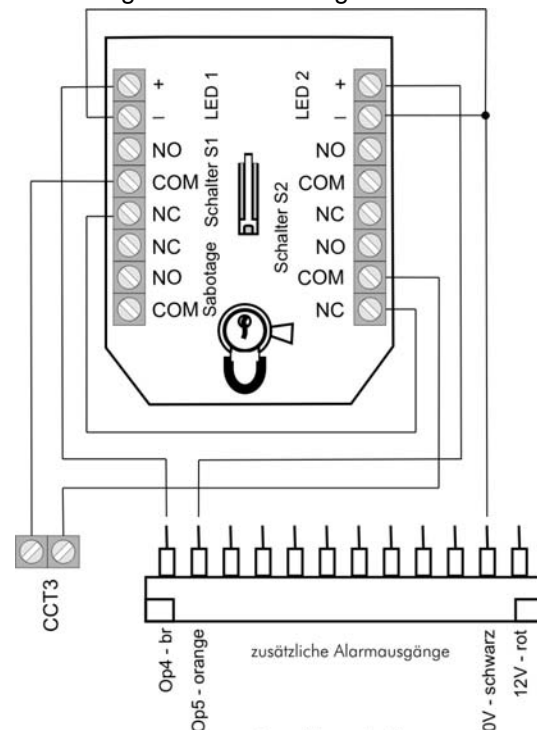 +
–
NO
COM
NC
NC
NO
COM
LED 1
Schalter S1
Sabotage
LED 2
Schalter S2
+
–
NO
COM
NC
NO
COM
NC
CCT3
zusätzliche Alarmausgänge
Op4 - br
Op5 - orange
0V - schwarz
12V - rot